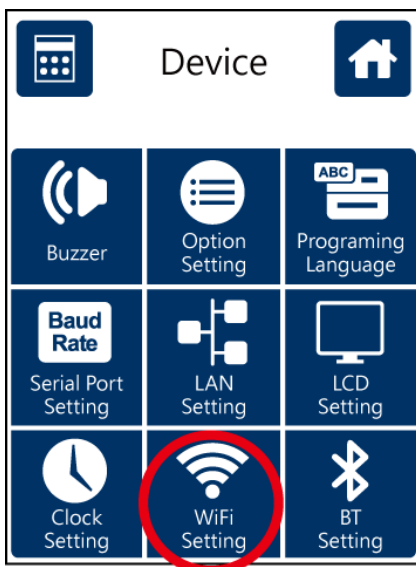 Device
ABC
Buzzer
Option
Setting
Programing
Language
Baud
Rate
Serial Port
Setting
LAN
Setting
LCD
Setting
Clock
Setting
WiFi
Setting
BT
Setting